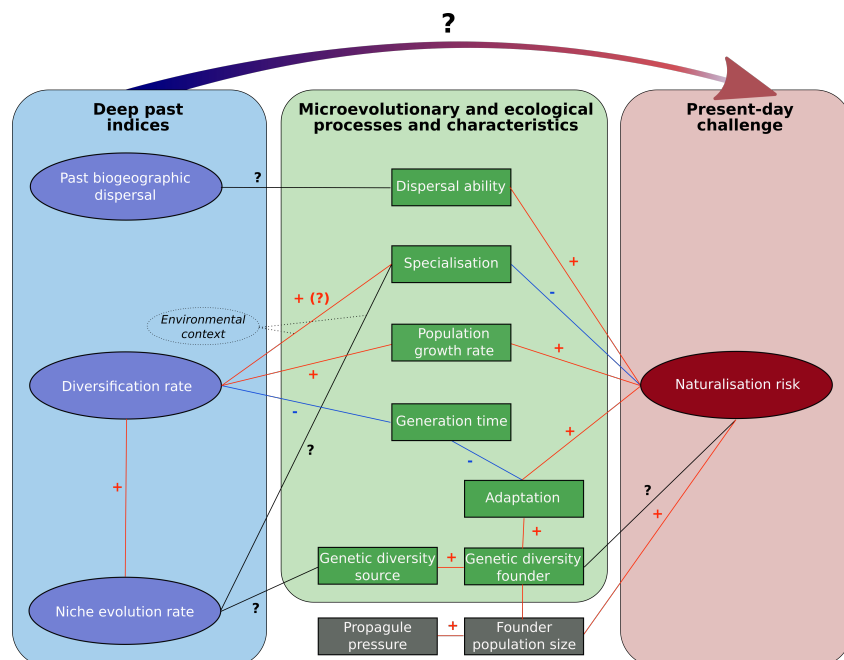 ?
Deep past
indices
Microevolutionary and ecological
processes and characteristics
Present-day
challenge
Past biogeographic
dispersal
?
Dispersal ability
+
Specialisation
-
+ (?)
Environmental
context
Population
growth rate
+
+
Diversification rate
Naturalisation risk
-
Generation time
+
?
-
+
Adaptation
?
+
+
Genetic diversity
source
+
Genetic diversity
founder
Niche evolution rate
?
Propagule
pressure
+
Founder
population size